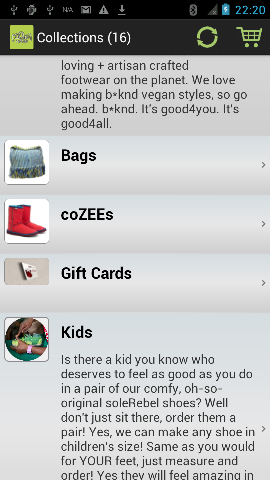 22:20
Collections (16)
loving + artisan crafted
footwear on the planet. We love
making b*knd vegan styles, so go
ahead. b*knd. It's good4you. It's
good4all.
Bags
coZEEs
Gift Cards
Kids
Is there a kid you know who
deserves to feel as good as you do
in a pair of our comfy, oh-so-
original soleRebel shoes? Well
don't just sit there, order them a
pair! Yes, we can make any shoe in
children's size! Same as you would
for YOUR feet, just measure and
order! Yes they will feel amazing in